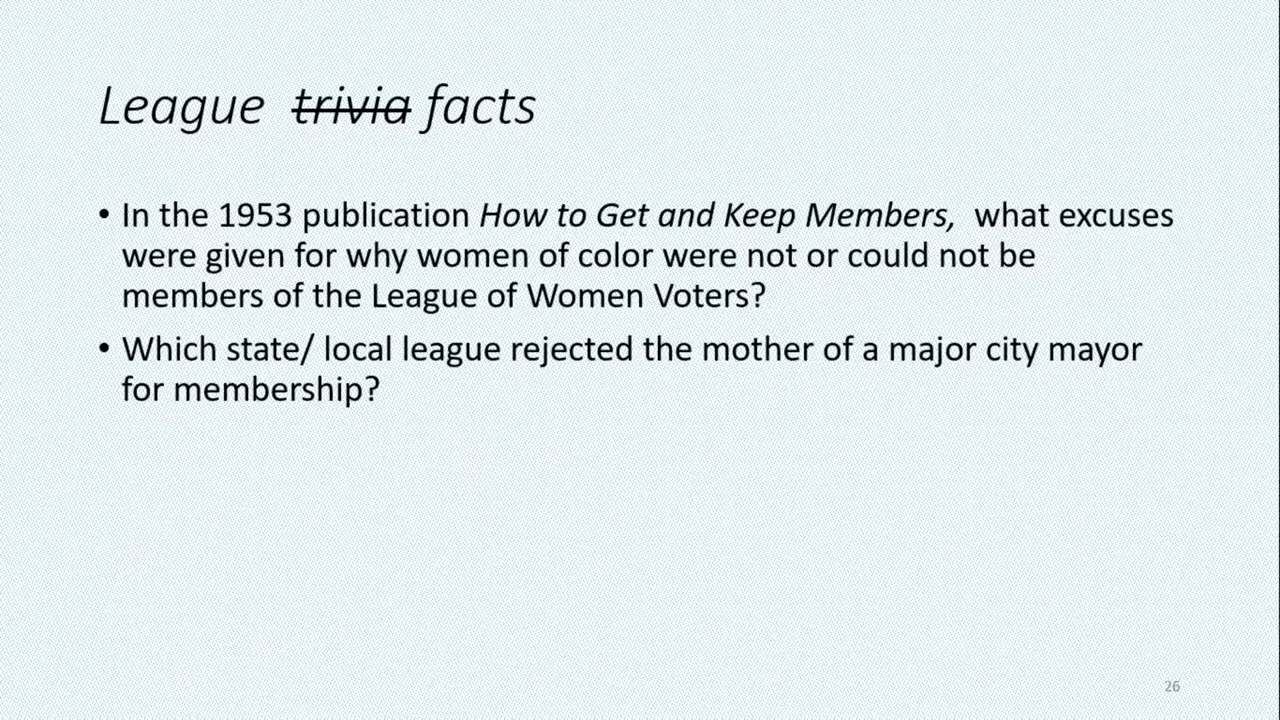 League trivia facts
• In the 1953 publication How to Get and Keep Members, what excuses
were given for why women of color were not or could not be
members of the League of Women Voters?
• Which state/ local league rejected the mother of a major city mayor
for membership?
26